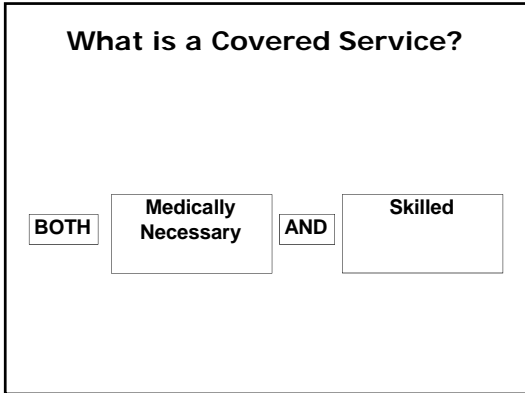 What is a Covered Service?
BOTH
Medically
Necessary
AND
Skilled